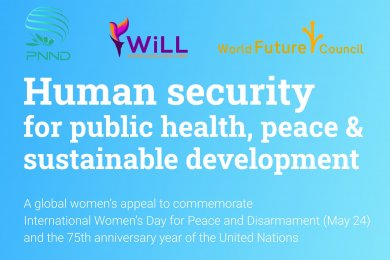 PNND
WiLL
World Future Council
Human security
for public health, peace &
sustainable development
A global women's appeal to commemorate
International Women's Day for Peace and Disarmament (May 24)
and the 75th anniversary year of the United Nations